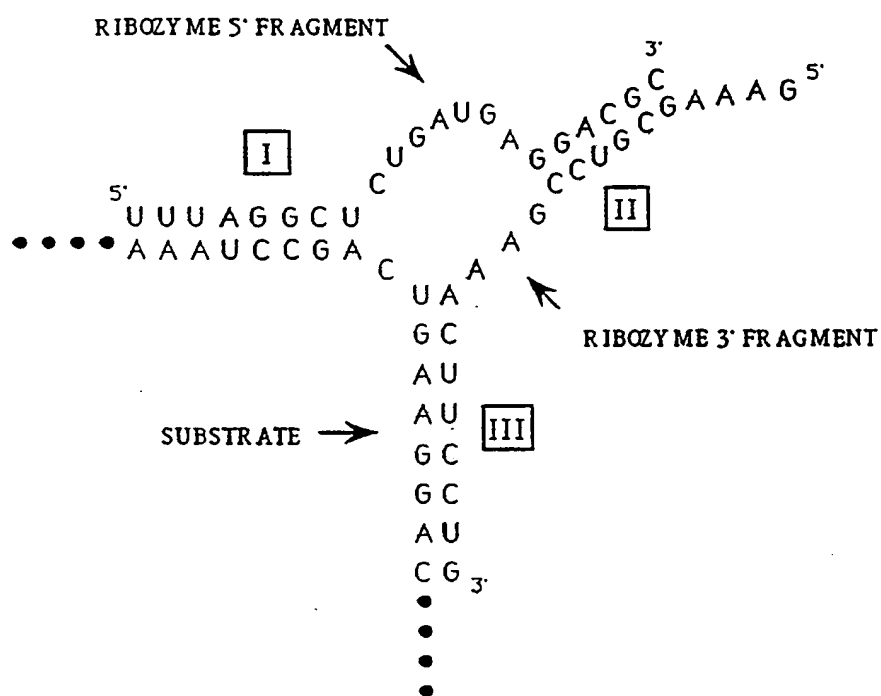 RIBOZYME 5' FRAGMENT
3'
5'
C U G A U G A G G A C G C
G A A A G C G U C C G A A A C U U C C U G
I
5'
U U U A G G C U
A A A U C C G A C U G A A G G A C
II
RIBOZYME 3' FRAGMENT
SUBSTRATE
III
3'